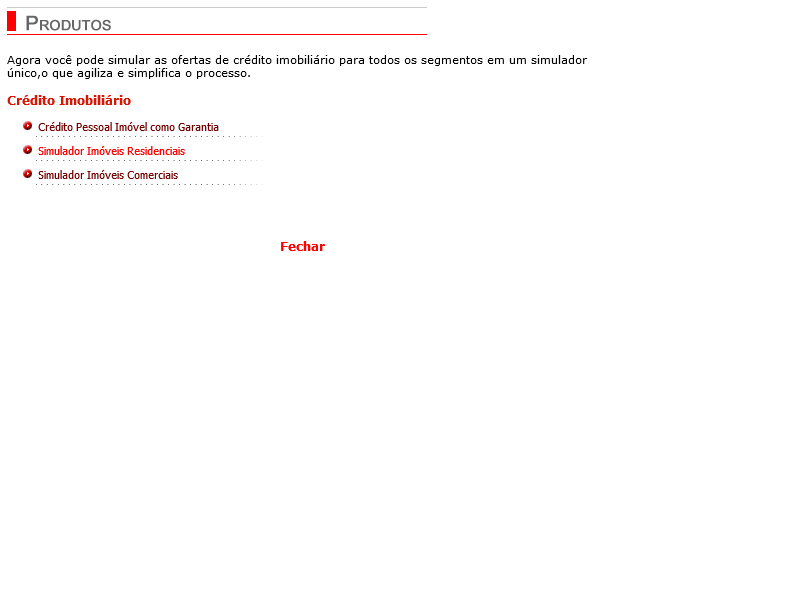 PRODUTOS
Agora você pode simular as ofertas de crédito imobiliário para todos os segmentos em um simulador
único,o que agiliza e simplifica o processo.
Crédito Imobiliário
Crédito Pessoal Imóvel como Garantia
Simulador Imóveis Residenciais
Simulador Imóveis Comerciais
Fechar